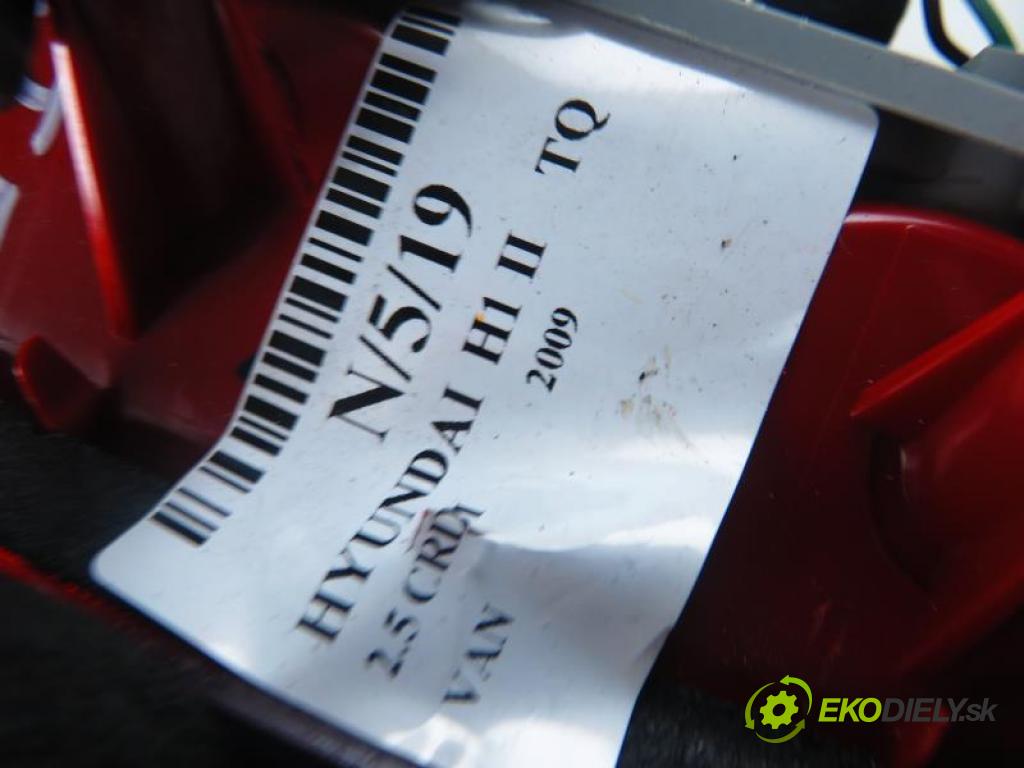 N/5/19
HYUNDAI H1 II TQ
2.5 CRDi 2009
VAN
EKODIELY.sk